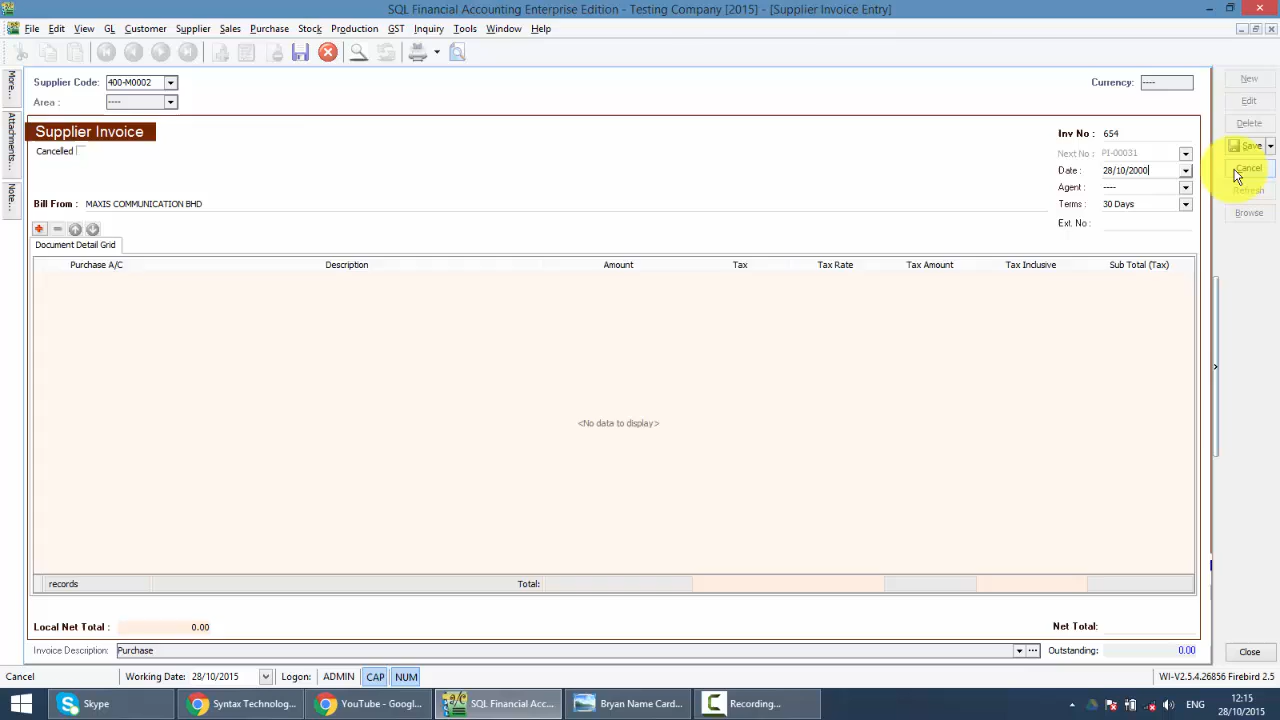 SQL Financial Accounting Enterprise Edition - Testing Company [2015] - [Supplier Invoice Entry]
File Edit View GL Customer Supplier Sales Purchase Stock Production GST Inquiry Tools Window Help
More...
Attachments...
Note...
Supplier Code: 400-M0002
Currency: ----
Area : ----
New
Edit
Delete
Save
Cancel
Refresh
Browse
Supplier Invoice
Cancelled
Inv No : 654
Next No : PI-00031
Date : 28/10/2000
Agent : ----
Terms : 30 Days
Ext. No :
Bill From : MAXIS COMMUNICATION BHD
Document Detail Grid
Purchase A/C Description Amount Tax Tax Rate Tax Amount Tax Inclusive Sub Total (Tax)
<No data to display>
records Total:
Local Net Total : 0.00
Net Total:
Invoice Description: Purchase
Outstanding: 0.00
Close
Cancel Working Date: 28/10/2015 Logon: ADMIN CAP NUM WI-V2.5.4.26856 Firebird 2.5
Skype Syntax Technolog... YouTube - Googl... SQL Financial Acc... Bryan Name Card... Recording...
ENG
12:15
28/10/2015